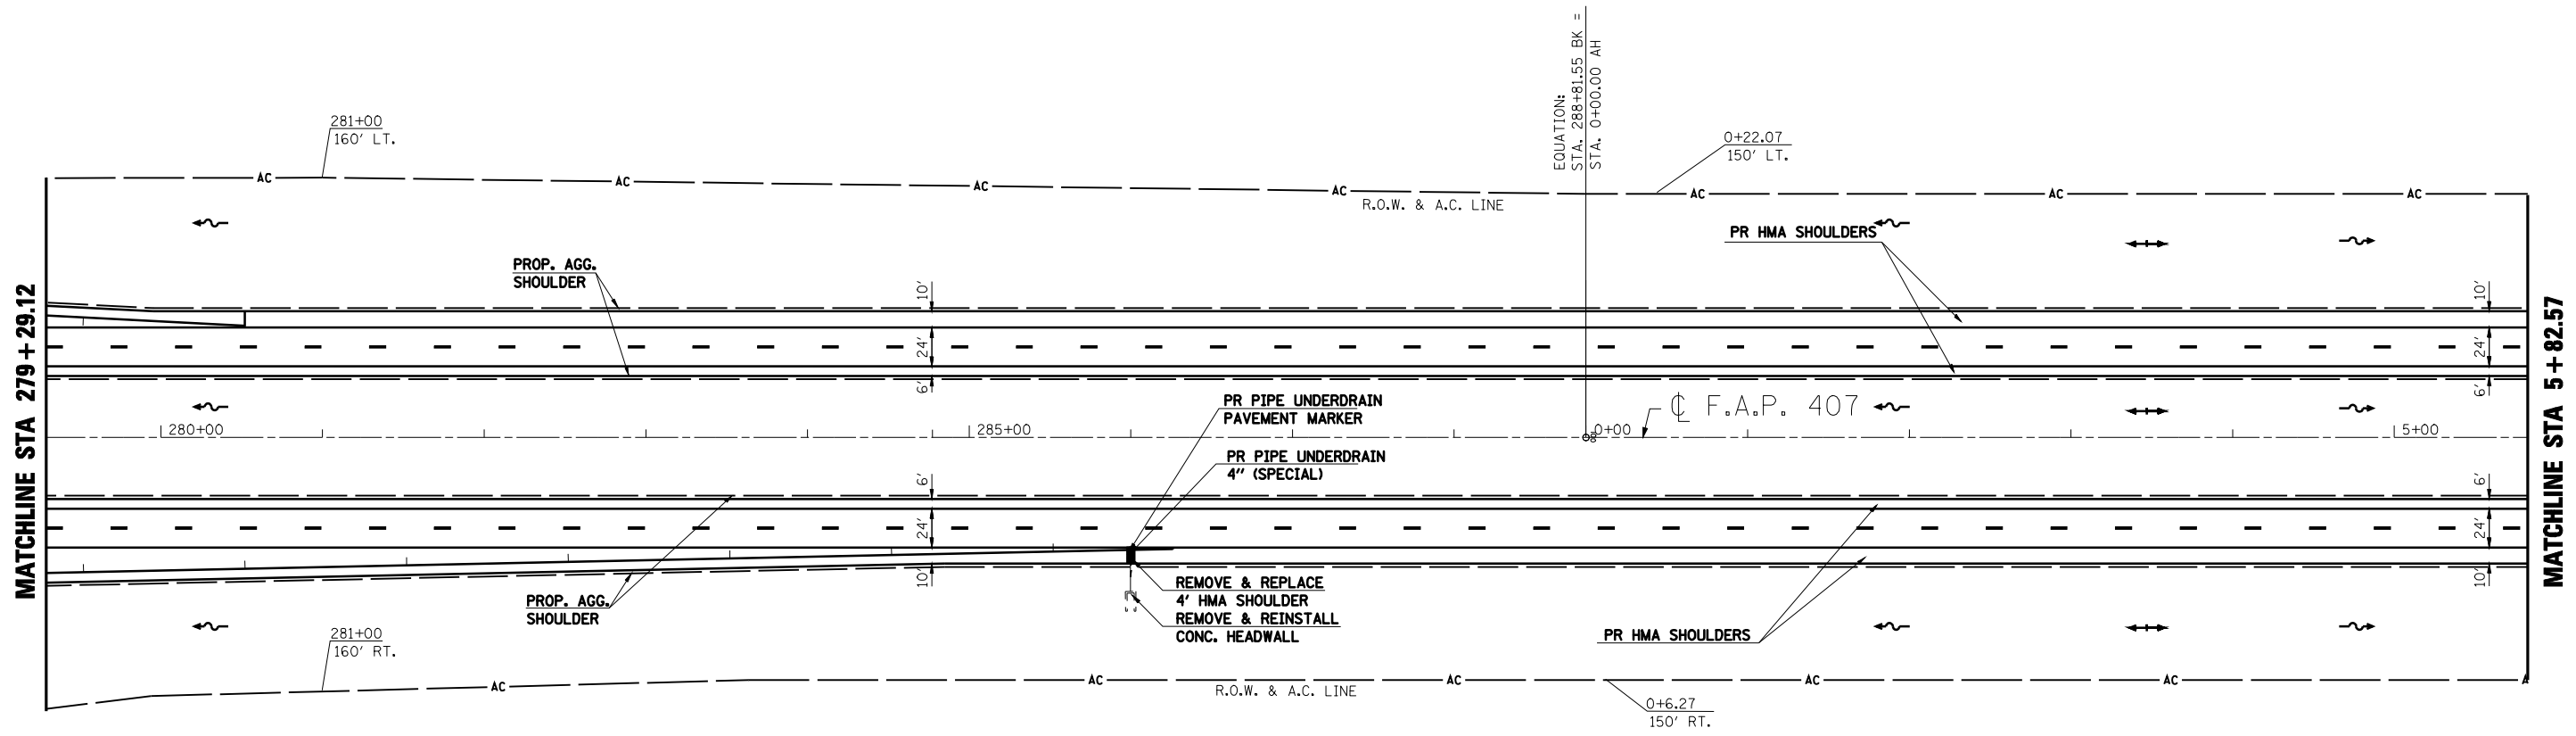 EQUATION:
STA. 288+81.55 BK =
STA. 0+00.00 AH
281+00
160' LT.
0+22.07
150' LT.
AC
AC
AC
AC
AC
AC
AC
R.O.W. & A.C. LINE
PR HMA SHOULDERS
PROP. AGG.
SHOULDER
10'
10'
MATCHLINE STA 279+29.12
MATCHLINE STA 5+82.57
24'
24'
6'
6'
PR PIPE UNDERDRAIN
PAVEMENT MARKER
℄ F.A.P. 407
280+00
285+00
0+00
5+00
PR PIPE UNDERDRAIN
4" (SPECIAL)
6'
6'
24'
24'
10'
10'
REMOVE & REPLACE
4' HMA SHOULDER
REMOVE & REINSTALL
CONC. HEADWALL
PROP. AGG.
SHOULDER
PR HMA SHOULDERS
281+00
160' RT.
AC
AC
AC
AC
AC
R.O.W. & A.C. LINE
0+6.27
150' RT.